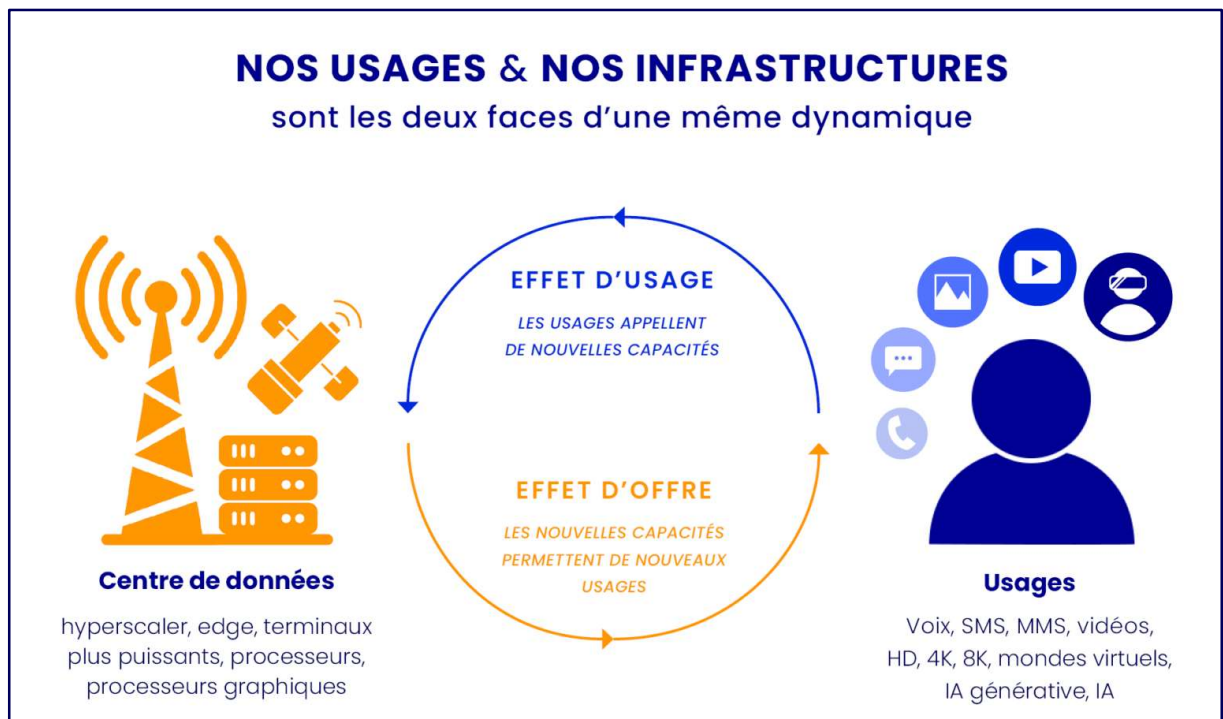 NOS USAGES & NOS INFRASTRUCTURES
sont les deux faces d’une même dynamique
EFFET D’USAGE
LES USAGES APPELLENT
DE NOUVELLES CAPACITÉS
EFFET D’OFFRE
LES NOUVELLES CAPACITÉS
PERMETTENT DE NOUVEAUX
USAGES
Centre de données
hyperscaler, edge, terminaux
plus puissants, processeurs,
processeurs graphiques
Usages
Voix, SMS, MMS, vidéos,
HD, 4K, 8K, mondes virtuels,
IA générative, IA